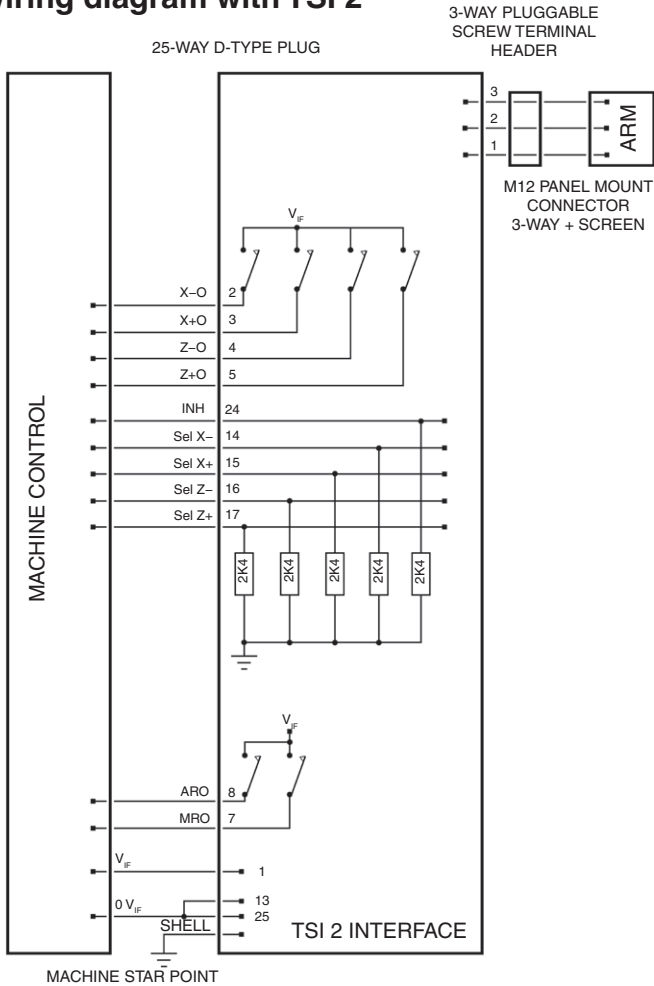 wiring diagram with TSI 2
3-WAY PLUGGABLE
SCREW TERMINAL
HEADER
25-WAY D-TYPE PLUG
3
2
1
ARM
M12 PANEL MOUNT
CONNECTOR
3-WAY + SCREEN
VIF
X–O 2
X+O 3
Z–O 4
Z+O 5
INH 24
Sel X– 14
Sel X+ 15
Sel Z– 16
Sel Z+ 17
MACHINE CONTROL
2K4 2K4 2K4 2K4 2K4
VIF
ARO 8
MRO 7
VIF 1
13
0 VIF 25
SHELL
TSI 2 INTERFACE
MACHINE STAR POINT